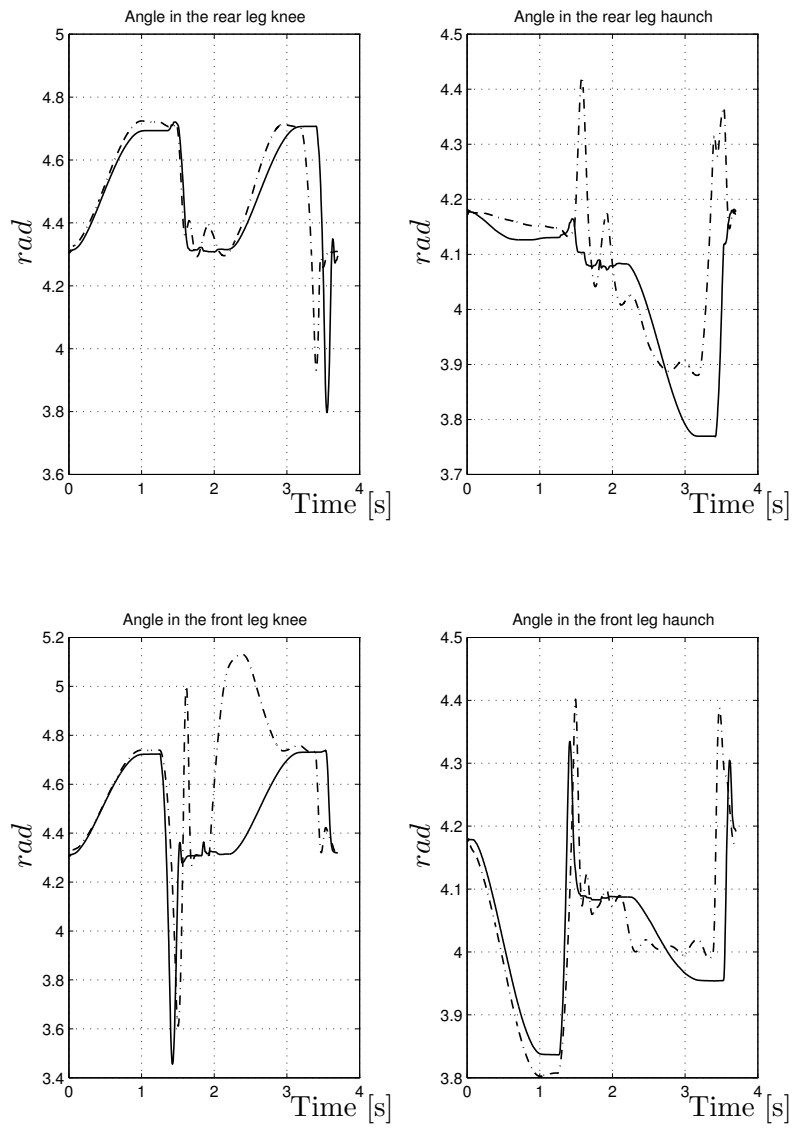 Angle in the rear leg knee
5
4.8
4.6
4.4
4.2
4
3.8
3.6
rad
0 1 2 3 4
Time [s]
Angle in the rear leg haunch
4.5
4.4
4.3
4.2
4.1
4
3.9
3.8
3.7
rad
0 1 2 3 4
Time [s]
Angle in the front leg knee
5.2
5
4.8
4.6
4.4
4.2
4
3.8
3.6
3.4
rad
0 1 2 3 4
Time [s]
Angle in the front leg haunch
4.5
4.4
4.3
4.2
4.1
4
3.9
3.8
rad
0 1 2 3 4
Time [s]